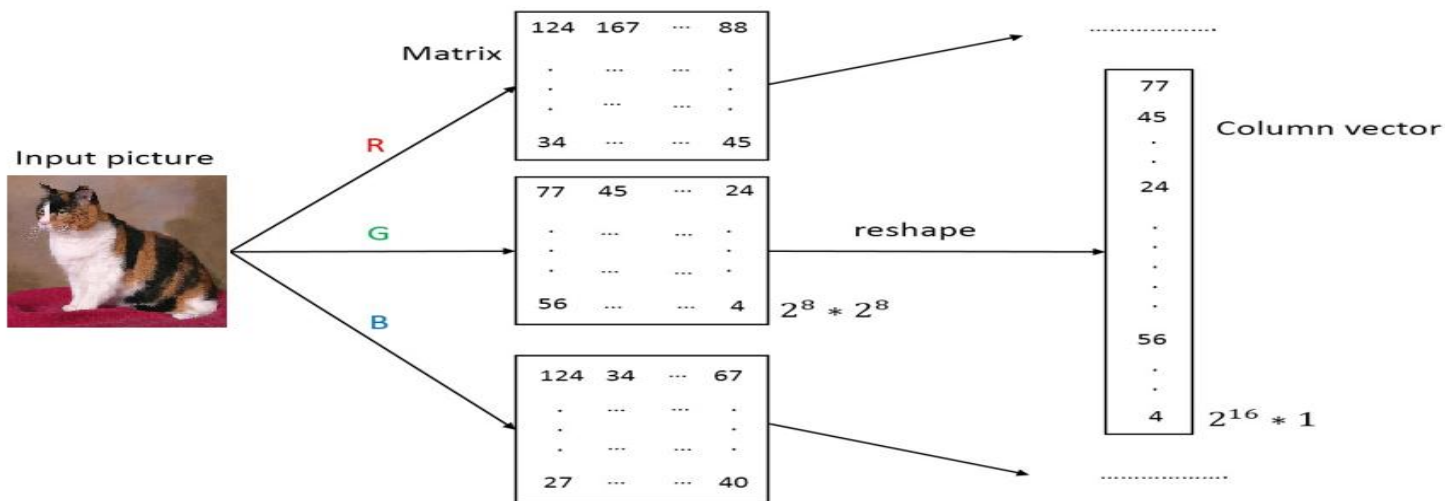 Input picture
R
G
B
Matrix
124 167 ... 88
. ... ... .
.
. ... ... .
34 ... ... 45
77 45 ... 24
. ... ... .
.
. ... ... .
56 ... ... 4
2^8 * 2^8
124 34 ... 67
. ... ... .
.
. ... ... .
27 ... ... 40
reshape
..................
77
45
.
.
24
.
.
.
.
.
56
.
.
4
Column vector
2^16 * 1
..................